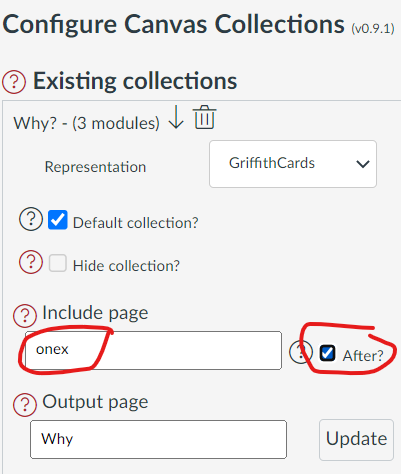 Configure Canvas Collections (v0.9.1)
? Existing collections
Why? - (3 modules)
Representation GriffithCards
? Default collection?
? Hide collection?
? Include page
onex ? After?
? Output page
Why Update